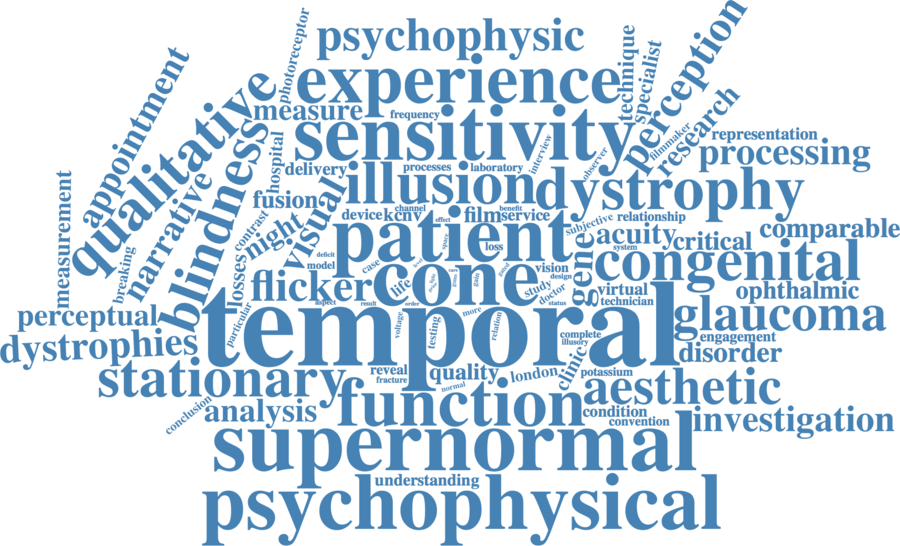 psychophysic
experience
photoreceptor
technique
specialist
perception
appointment
qualitative
measure
frequency
sensitivity
filmmaker
research
representation
processing
hospital
blindness
delivery
processes
laboratory
interview
observer
illusion
dystrophy
measurement
narrative
fusion
visual
device
kcnv
channel
effect
film
benefit
service
subjective
relationship
breaking
contrast
night
patient
loss
gene
acuity
system
critical
comparable
losses
deficit
model
case
cone
vision
design
study
doctor
status
congenital
virtual
technician
ophthalmic
flicker
life
aspect
result
order
more
perceptual
particular
temporal
voltage
testing
relation
glaucoma
engagement
dystrophies
complete
illusory
disorder
stationary
reveal
fracture
quality
normal
london
clinic
potassium
aesthetic
conclusion
analysis
function
condition
convention
investigation
supernormal
understanding
psychophysical